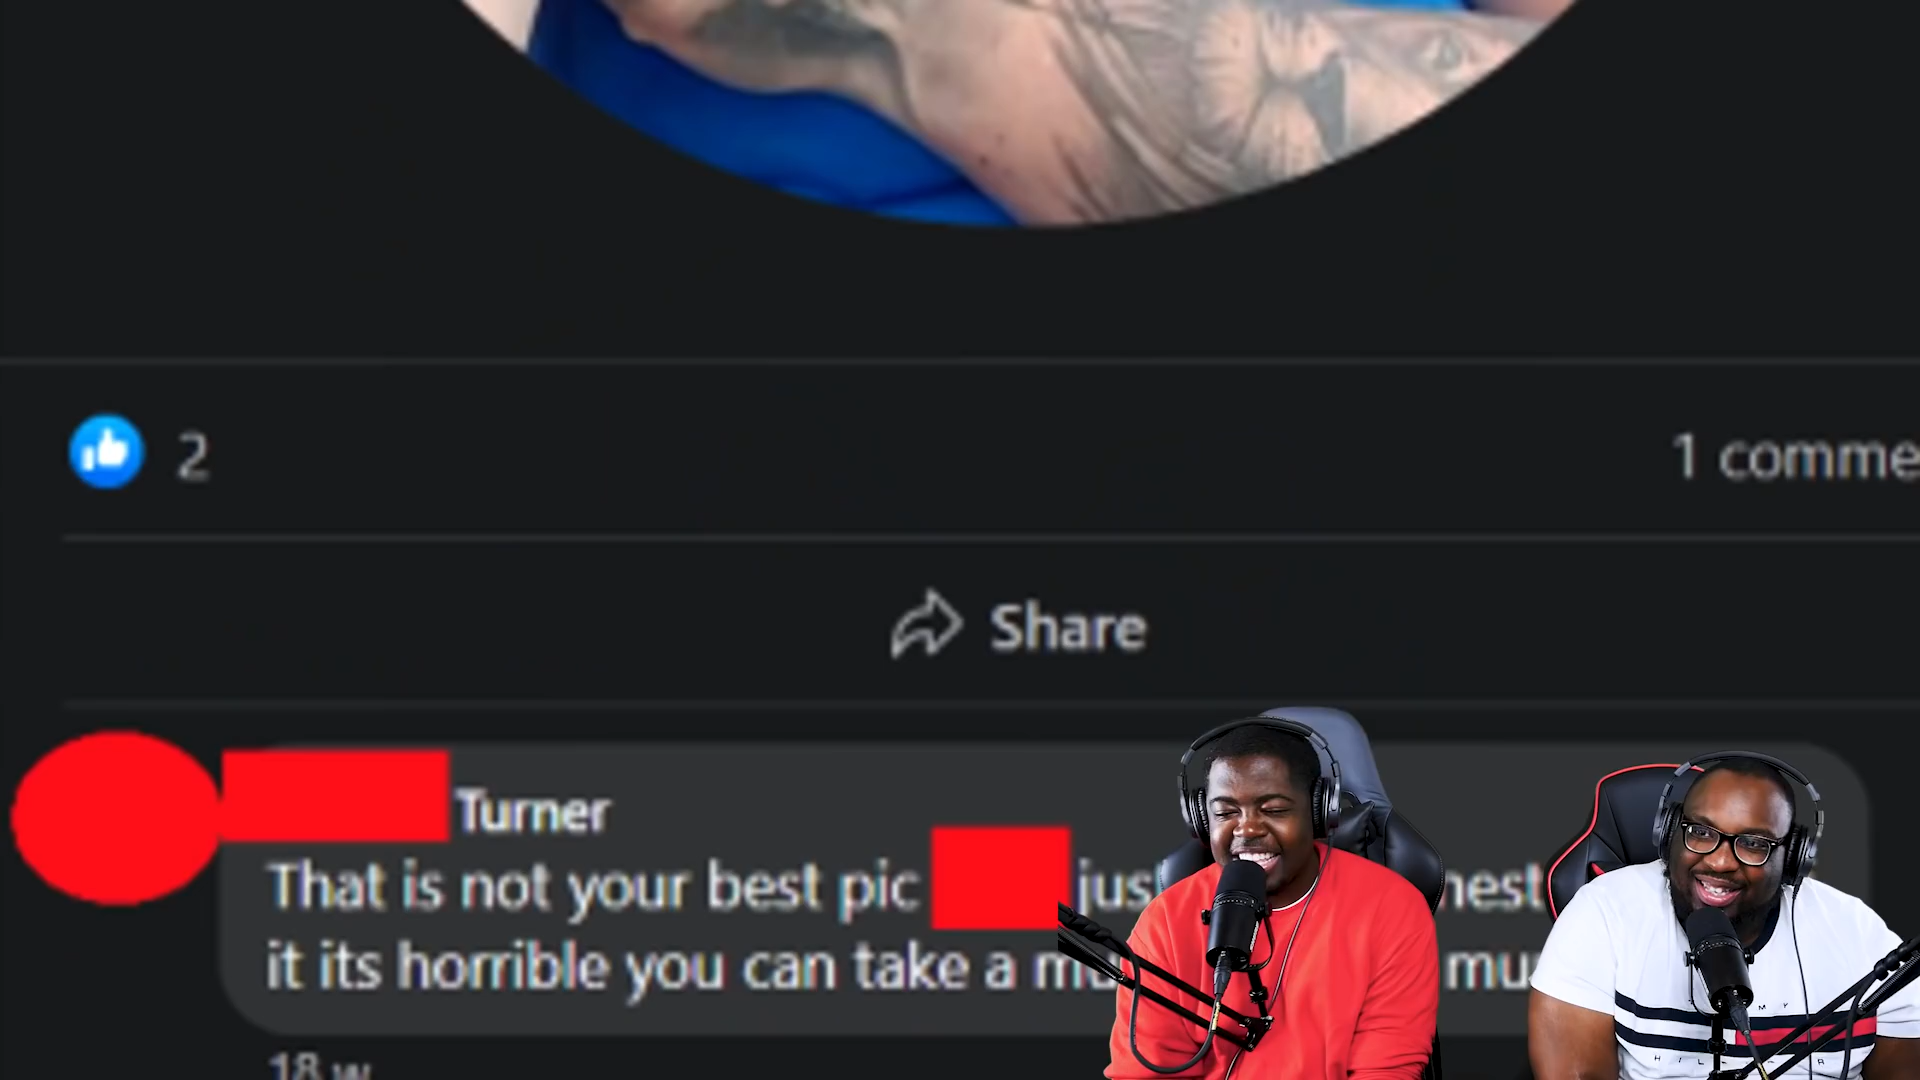 2
1 comme
Share
Turner
That is not your best pic jus nest
it its horrible you can take a mu mu
18 w
M Y
H I L R